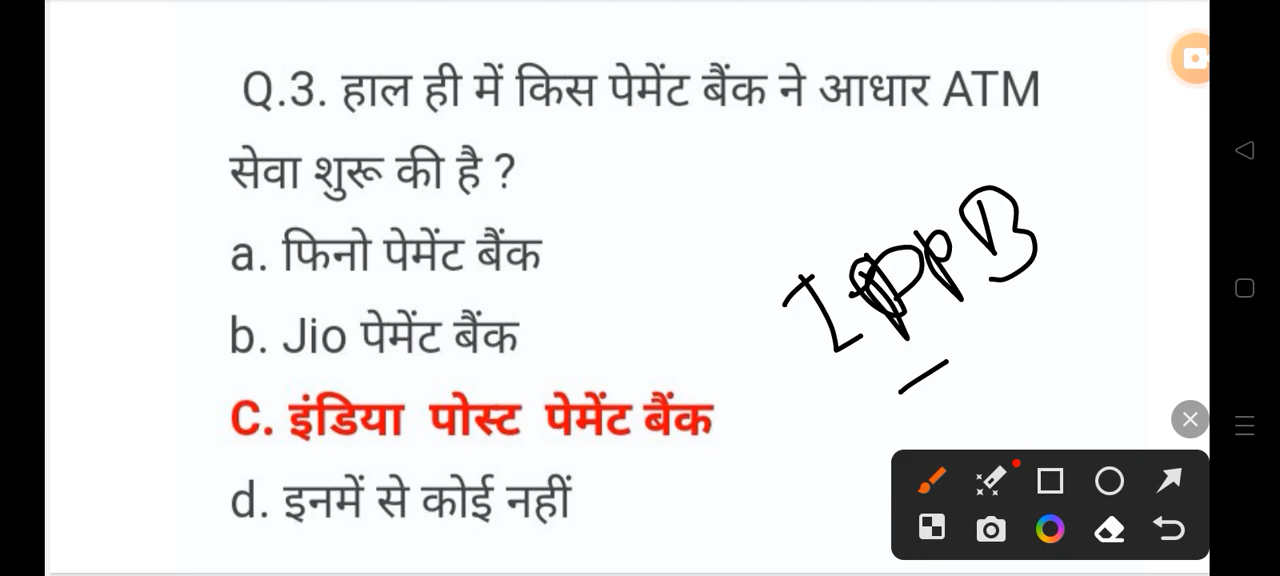 Q.3. हाल ही में किस पेमेंट बैंक ने आधार ATM
सेवा शुरू की है ?
a. फिनो पेमेंट बैंक
b. Jio पेमेंट बैंक
C. इंडिया पोस्ट पेमेंट बैंक
d. इनमें से कोई नहीं
IPPB